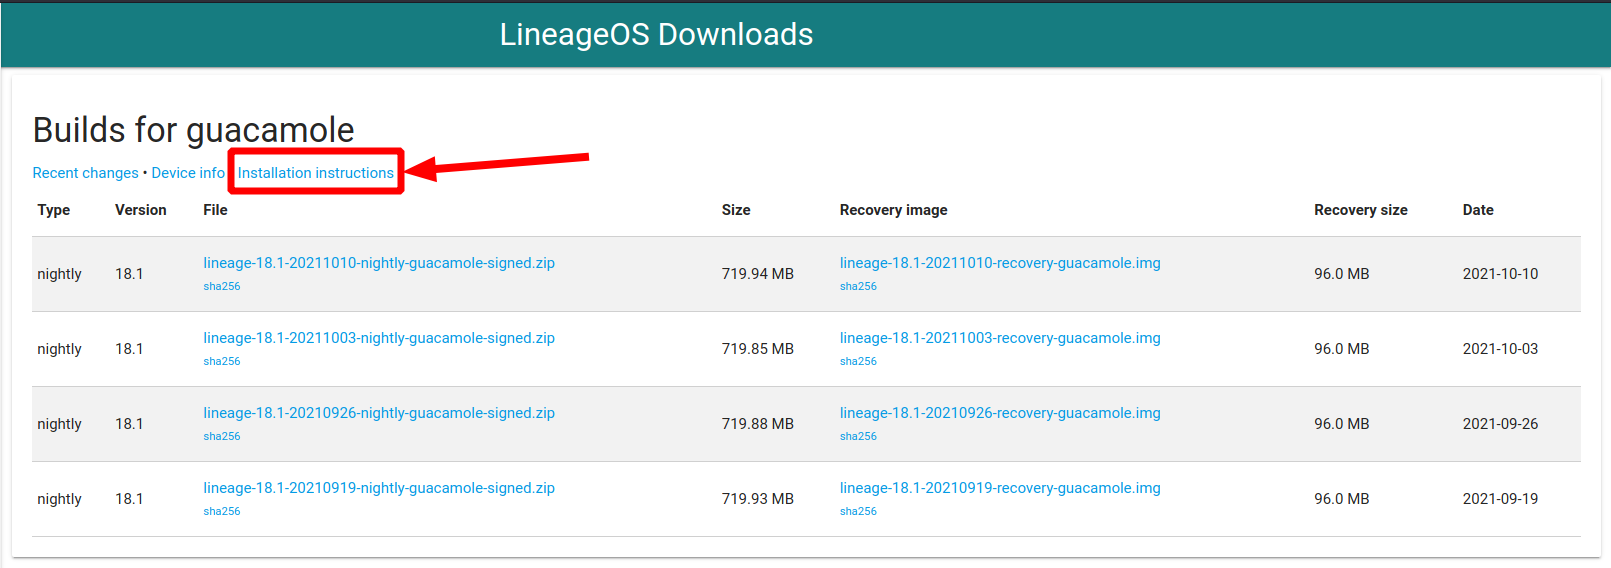 LineageOS Downloads
Builds for guacamole
Recent changes • Device info Installation instructions
Type Version File Size Recovery image Recovery size Date
nightly 18.1 lineage-18.1-20211010-nightly-guacamole-signed.zip 719.94 MB lineage-18.1-20211010-recovery-guacamole.img 96.0 MB 2021-10-10
sha256 sha256
nightly 18.1 lineage-18.1-20211003-nightly-guacamole-signed.zip 719.85 MB lineage-18.1-20211003-recovery-guacamole.img 96.0 MB 2021-10-03
sha256 sha256
nightly 18.1 lineage-18.1-20210926-nightly-guacamole-signed.zip 719.88 MB lineage-18.1-20210926-recovery-guacamole.img 96.0 MB 2021-09-26
sha256 sha256
nightly 18.1 lineage-18.1-20210919-nightly-guacamole-signed.zip 719.93 MB lineage-18.1-20210919-recovery-guacamole.img 96.0 MB 2021-09-19
sha256 sha256